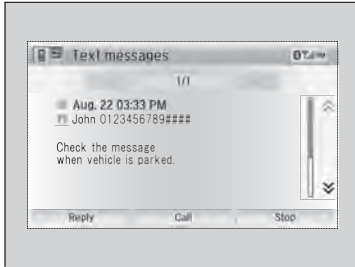 Text messages
1/1
Aug. 22 03:33 PM
John 0123456789####
Check the message
when vehicle is parked.
Reply Call Stop